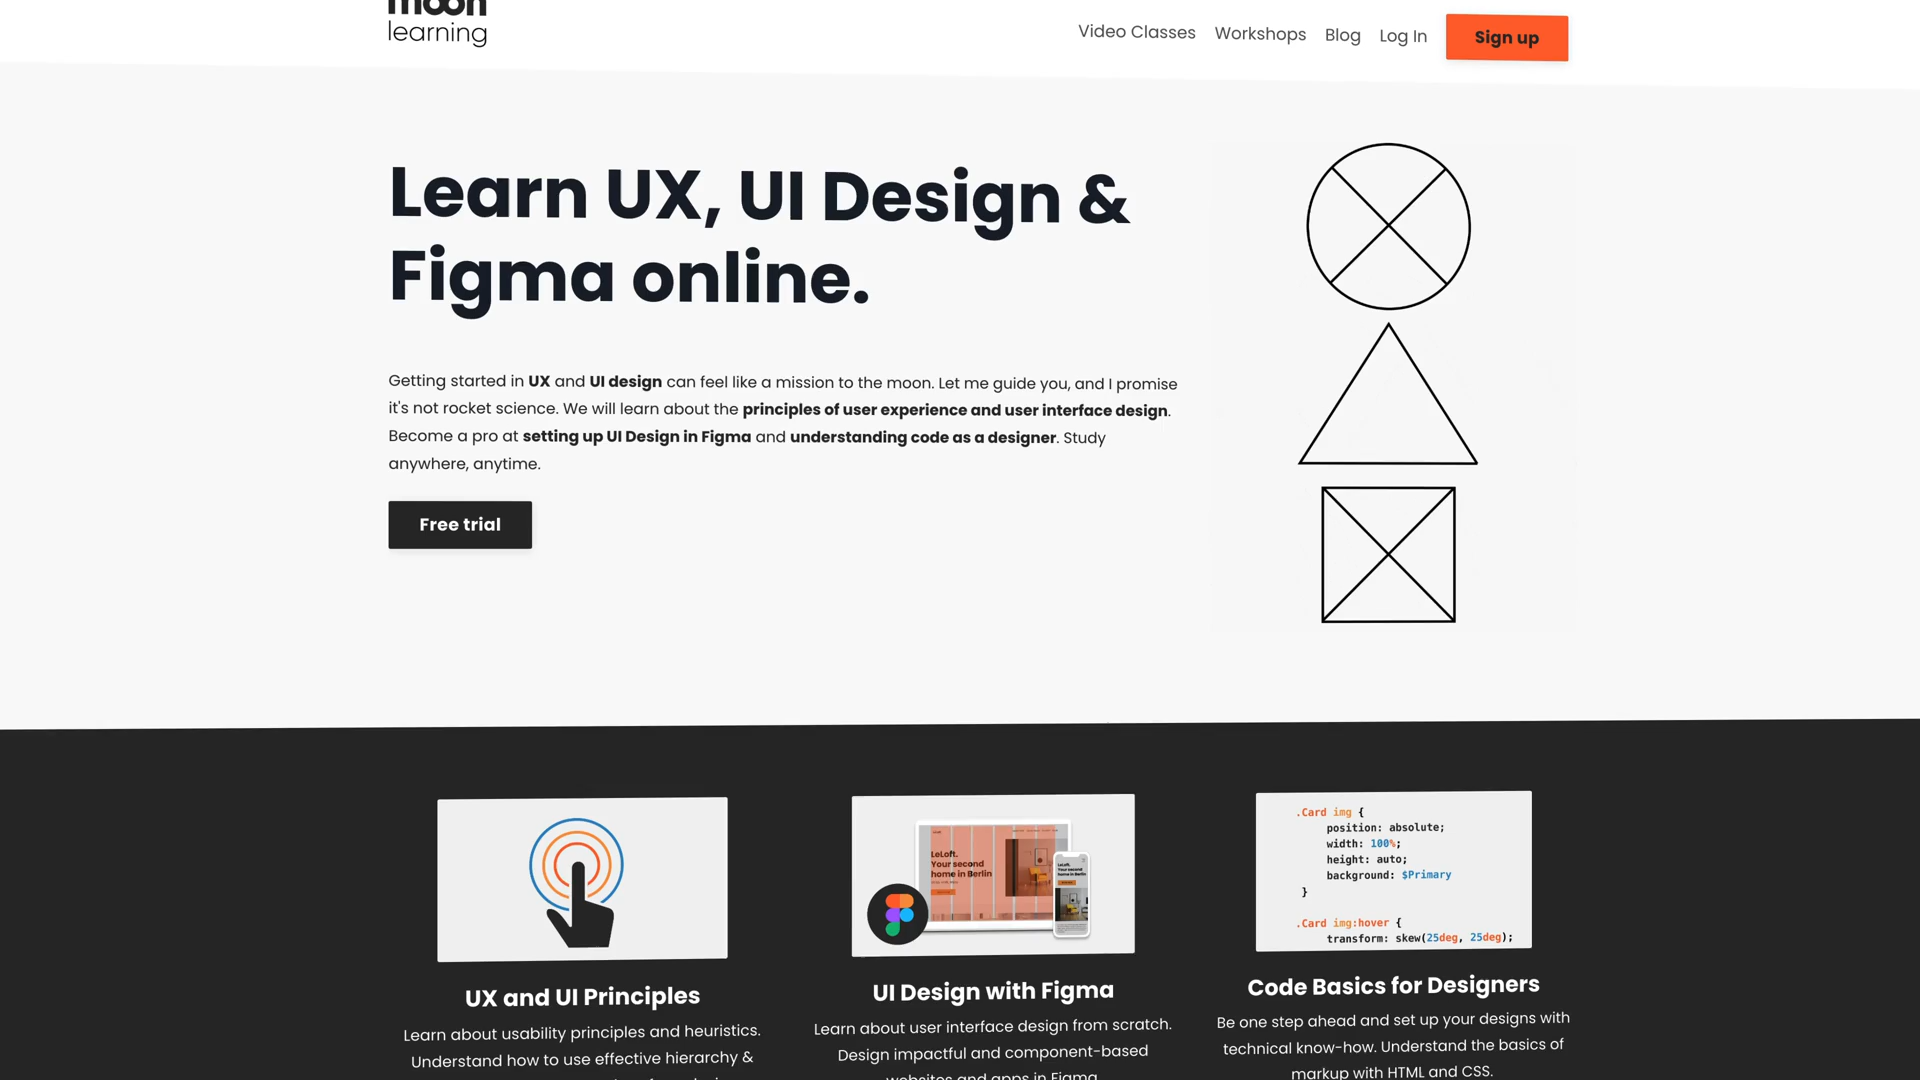 moon
learning
Video Classes
Workshops
Blog
Log In
Sign up
Learn UX, UI Design &
Figma online.
Getting started in UX and UI design can feel like a mission to the moon. Let me guide you, and I promise
it's not rocket science. We will learn about the principles of user experience and user interface design.
Become a pro at setting up UI Design in Figma and understanding code as a designer. Study
anywhere, anytime.
Free trial
LeLoft.
Your second
home in Berlin
LeLoft.
Your second
home in Berlin
.Card img {
position: absolute;
width: 100%;
height: auto;
background: $Primary
}
.Card img:hover {
transform: skew(25deg, 25deg);
UX and UI Principles
Learn about usability principles and heuristics.
Understand how to use effective hierarchy &
UI Design with Figma
Learn about user interface design from scratch.
Design impactful and component-based
websites and apps in Figma.
Code Basics for Designers
Be one step ahead and set up your designs with
technical know-how. Understand the basics of
markup with HTML and CSS.